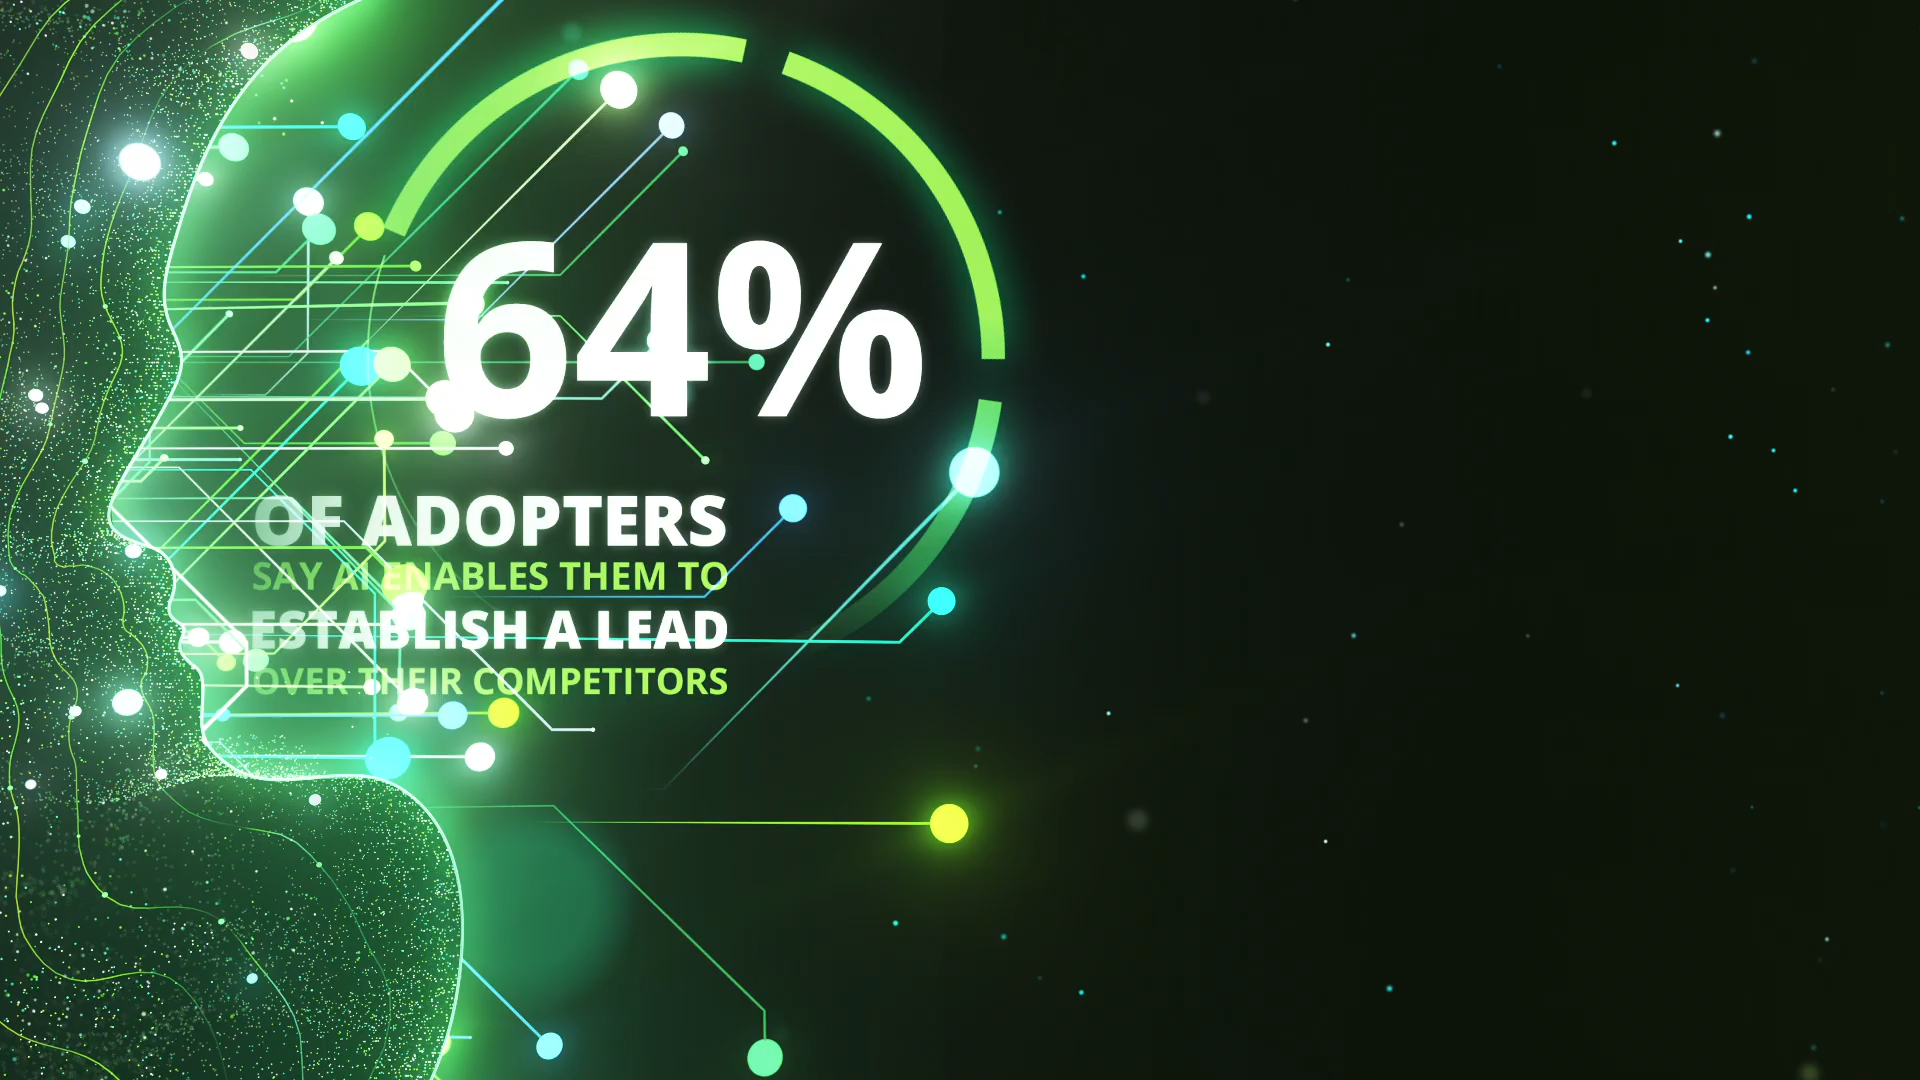 64%
OF ADOPTERS
SAY AI ENABLES THEM TO
ESTABLISH A LEAD
OVER THEIR COMPETITORS